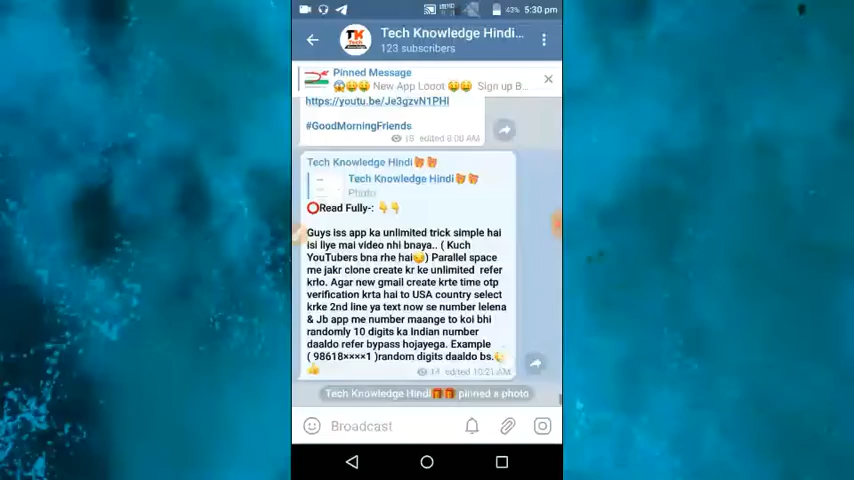 43% 5:30 pm
TK
Tech Knowledge Hindi...
123 subscribers
Pinned Message
😱🤑🤑 New App Looot 🤑🤑 Sign up B...
https://youtu.be/Je3gzvN1PHI
#GoodMorningFriends
edited 8:00 AM
Tech Knowledge Hindi🎁🎁
Tech Knowledge Hindi🎁🎁
Photo
⭕Read Fully-: 👇👇
Guys iss app ka unlimited trick simple hai
isi liye mai video nhi bnaya.. ( Kuch
YouTubers bna rhe hai😏) Parallel space
me jakr clone create kr ke unlimited refer
krlo. Agar new gmail create krte time otp
verification krta hai to USA country select
krke 2nd line ya text now se number lelena
& Jb app me number maange to koi bhi
randomly 10 digits ka Indian number
daaldo refer bypass hojayega. Example
( 98618××××1 )random digits daaldo bs.💫
👍
14 edited 10:21 AM
Tech Knowledge Hindi🎁🎁 pinned a photo
Broadcast